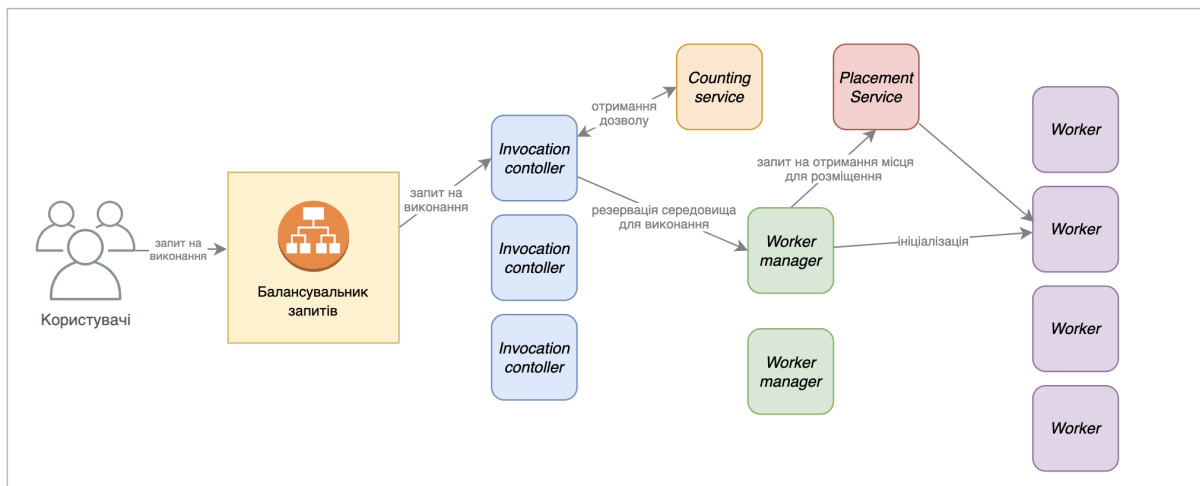 Користувачі
запит на
виконання
Балансувальник
запитів
запит на
виконання
Invocation
contoller
Invocation
contoller
Invocation
contoller
отримання
дозволу
Counting
service
резервація середовища
для виконання
Worker
manager
Worker
manager
запит на отримання місця
для розміщення
Placement
Service
ініціалізація
Worker
Worker
Worker
Worker